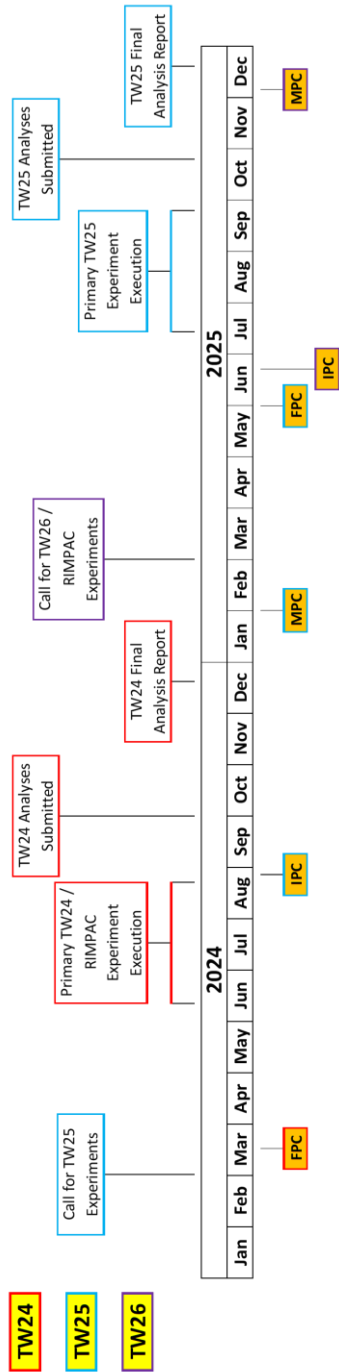 TW24
TW25
TW26
Call for TW25
Experiments
Primary TW24 /
RIMPAC
Experiment
Execution
TW24 Analyses
Submitted
TW24 Final
Analysis Report
Call for TW26 /
RIMPAC
Experiments
Primary TW25
Experiment
Execution
TW25 Analyses
Submitted
TW25 Final
Analysis Report
2024 2025
Jan Feb Mar Apr May Jun Jul Aug Sep Oct Nov Dec Jan Feb Mar Apr May Jun Jul Aug Sep Oct Nov Dec
FPC IPC MPC FPC MPC
IPC